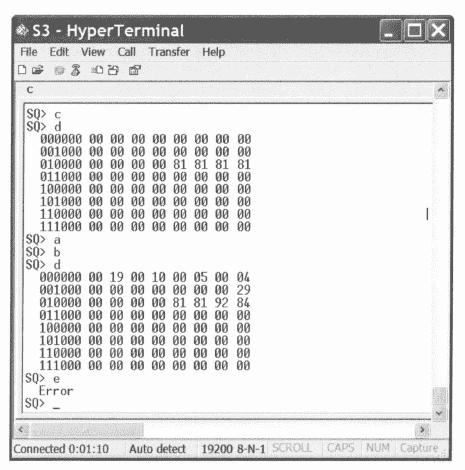 S3 - HyperTerminal
File Edit View Call Transfer Help
c
SQ> c
SQ> d
000000 00 00 00 00 00 00 00 00
001000 00 00 00 00 00 00 00 00
010000 00 00 00 00 81 81 81 81
011000 00 00 00 00 00 00 00 00
100000 00 00 00 00 00 00 00 00
101000 00 00 00 00 00 00 00 00
110000 00 00 00 00 00 00 00 00
111000 00 00 00 00 00 00 00 00
SQ> a
SQ> b
SQ> d
000000 00 19 00 10 00 05 00 04
001000 00 00 00 00 00 00 00 29
010000 00 00 00 00 81 81 92 84
011000 00 00 00 00 00 00 00 00
100000 00 00 00 00 00 00 00 00
101000 00 00 00 00 00 00 00 00
110000 00 00 00 00 00 00 00 00
111000 00 00 00 00 00 00 00 00
SQ> e
Error
SQ> _
Connected 0:01:10 Auto detect 19200 8-N-1 SCROLL CAPS NUM Capture